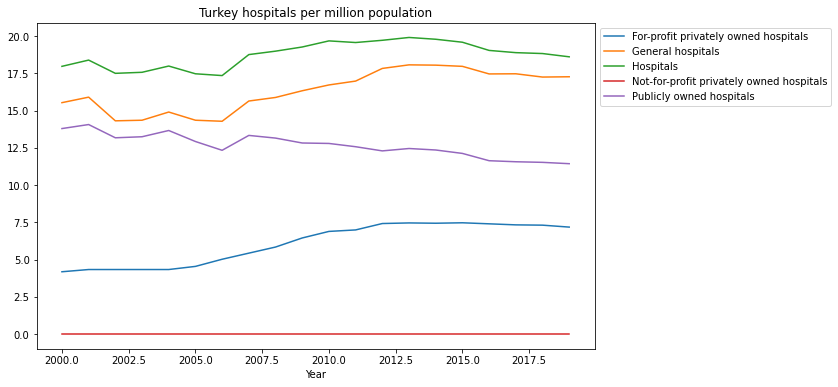 Turkey hospitals per million population
For-profit privately owned hospitals
General hospitals
Hospitals
Not-for-profit privately owned hospitals
Publicly owned hospitals
20.0
17.5
15.0
12.5
10.0
7.5
5.0
2.5
0.0
2000.0 2002.5 2005.0 2007.5 2010.0 2012.5 2015.0 2017.5
Year